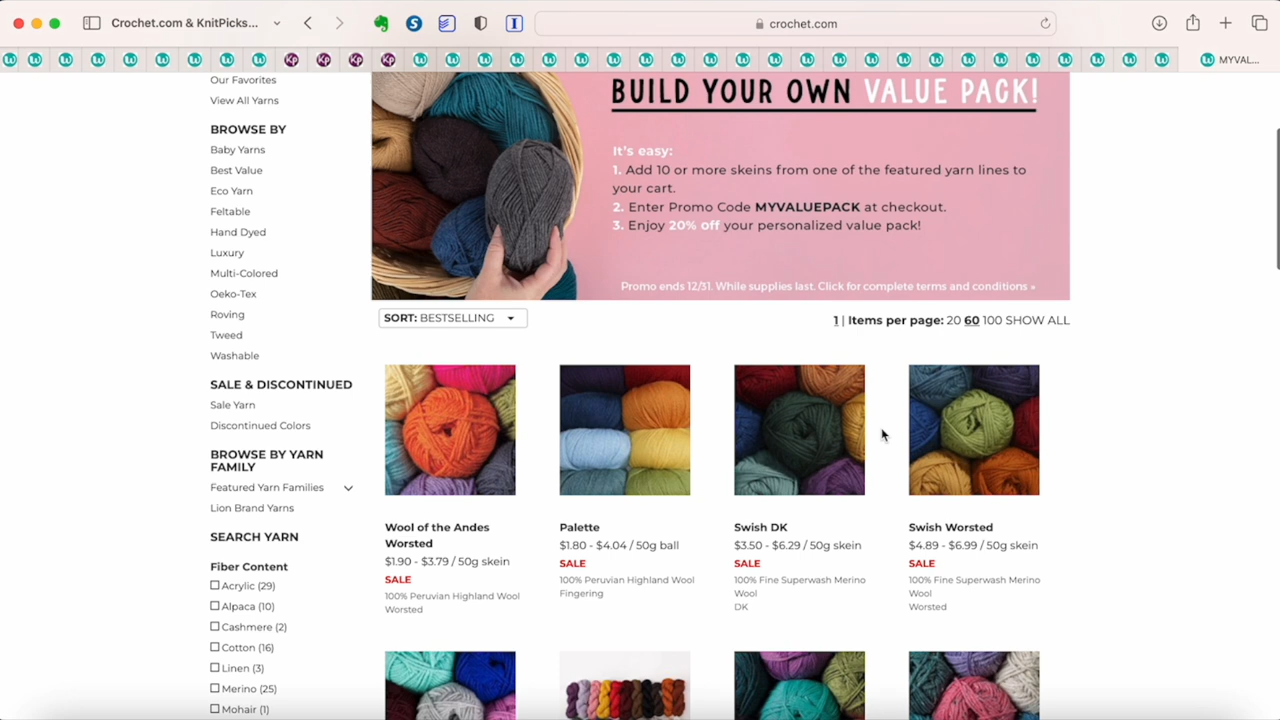 Crochet.com & KnitPicks...
crochet.com
MYVAL...
Our Favorites
View All Yarns
BROWSE BY
Baby Yarns
Best Value
Eco Yarn
Feltable
Hand Dyed
Luxury
Multi-Colored
Oeko-Tex
Roving
Tweed
Washable
SALE & DISCONTINUED
Sale Yarn
Discontinued Colors
BROWSE BY YARN
FAMILY
Featured Yarn Families
Lion Brand Yarns
SEARCH YARN
Fiber Content
Acrylic (29)
Alpaca (10)
Cashmere (2)
Cotton (16)
Linen (3)
Merino (25)
Mohair (1)
BUILD YOUR OWN VALUE PACK!
It's easy:
1. Add 10 or more skeins from one of the featured yarn lines to
your cart.
2. Enter Promo Code MYVALUEPACK at checkout.
3. Enjoy 20% off your personalized value pack!
Promo ends 12/31. While supplies last. Click for complete terms and conditions »
SORT: BESTSELLING
1 | Items per page: 20 60 100 SHOW ALL
Wool of the Andes
Worsted
$1.90 - $3.79 / 50g skein
SALE
100% Peruvian Highland Wool
Worsted
Palette
$1.80 - $4.04 / 50g ball
SALE
100% Peruvian Highland Wool
Fingering
Swish DK
$3.50 - $6.29 / 50g skein
SALE
100% Fine Superwash Merino
Wool
DK
Swish Worsted
$4.89 - $6.99 / 50g skein
SALE
100% Fine Superwash Merino
Wool
Worsted